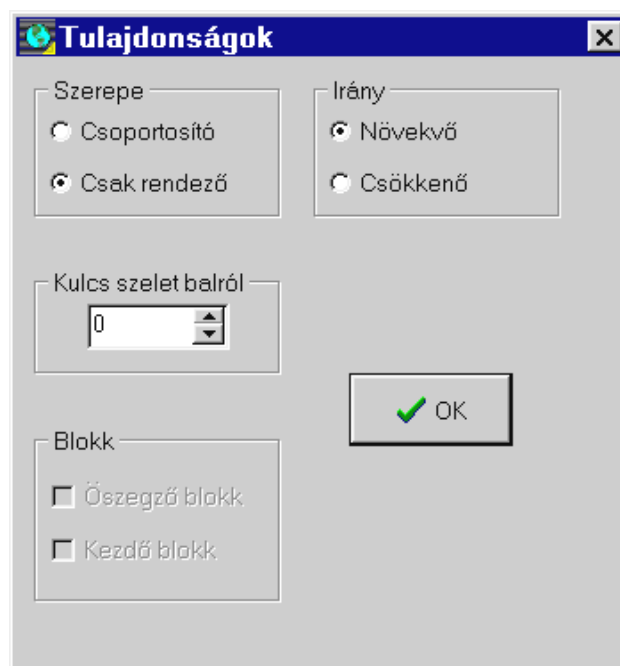 Tulajdonságok
Szerepe
Csoportosító
Csak rendező
Irány
Növekvő
Csökkenő
Kulcs szelet balról
0
OK
Blokk
Öszegző blokk
Kezdő blokk